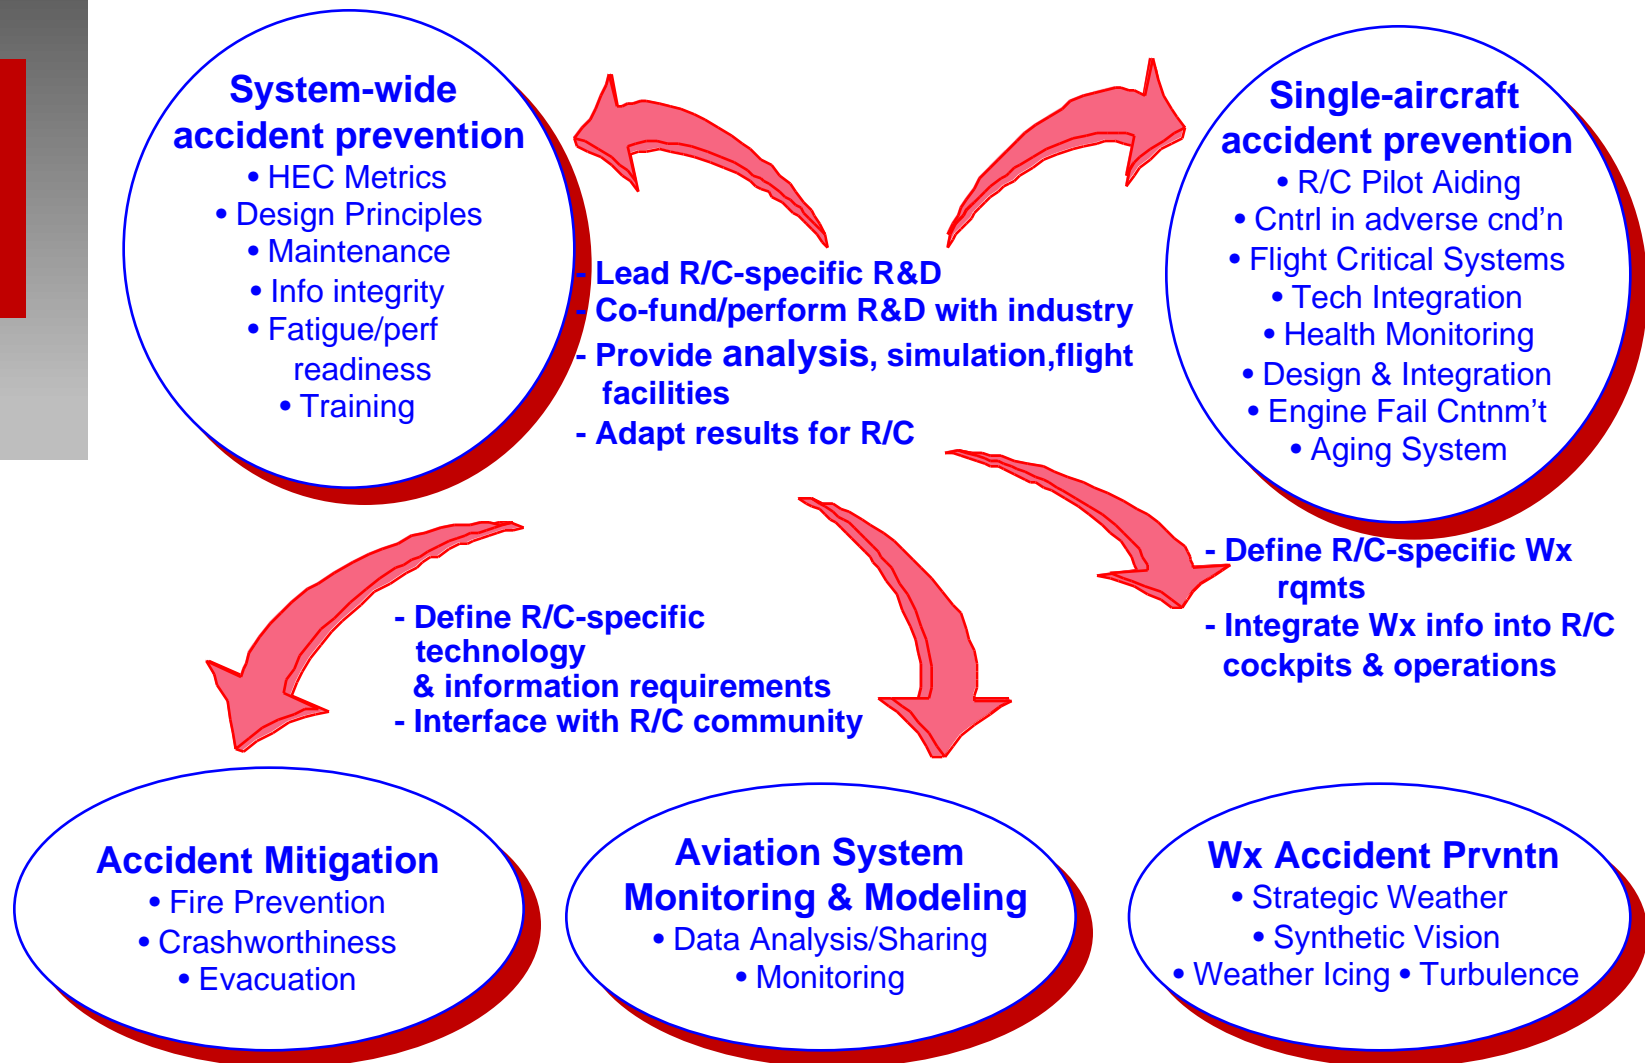 System-wide
accident prevention
• HEC Metrics
• Design Principles
• Maintenance
• Info integrity
• Fatigue/perf
readiness
• Training
Single-aircraft
accident prevention
• R/C Pilot Aiding
• Cntrl in adverse cnd’n
• Flight Critical Systems
• Tech Integration
• Health Monitoring
• Design & Integration
• Engine Fail Cntnm’t
• Aging System
- Lead R/C-specific R&D
- Co-fund/perform R&D with industry
- Provide analysis, simulation,flight
facilities
- Adapt results for R/C
- Define R/C-specific Wx
rqmts
- Integrate Wx info into R/C
cockpits & operations
- Define R/C-specific
technology
& information requirements
- Interface with R/C community
Accident Mitigation
• Fire Prevention
• Crashworthiness
• Evacuation
Aviation System
Monitoring & Modeling
• Data Analysis/Sharing
• Monitoring
Wx Accident Prvntn
• Strategic Weather
• Synthetic Vision
• Weather Icing • Turbulence